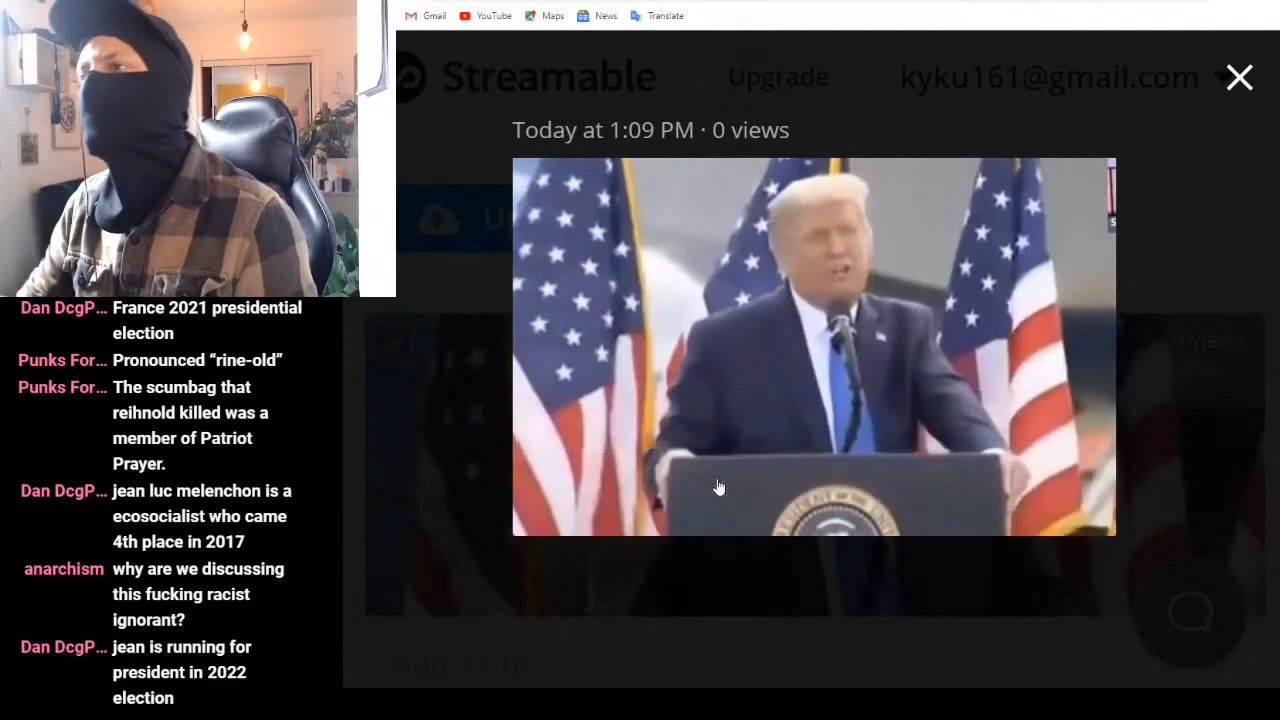 Gmail YouTube Maps News Translate
Streamable Upgrade kyku161@gmail.com
Today at 1:09 PM · 0 views
0 views
Dan DcgP... France 2021 presidential
election
Punks For... Pronounced “rine-old”
Punks For... The scumbag that
reihnold killed was a
member of Patriot
Prayer.
Dan DcgP... jean luc melenchon is a
ecosocialist who came
4th place in 2017
anarchism why are we discussing
this fucking racist
ignorant?
Dan DcgP... jean is running for
president in 2022
election